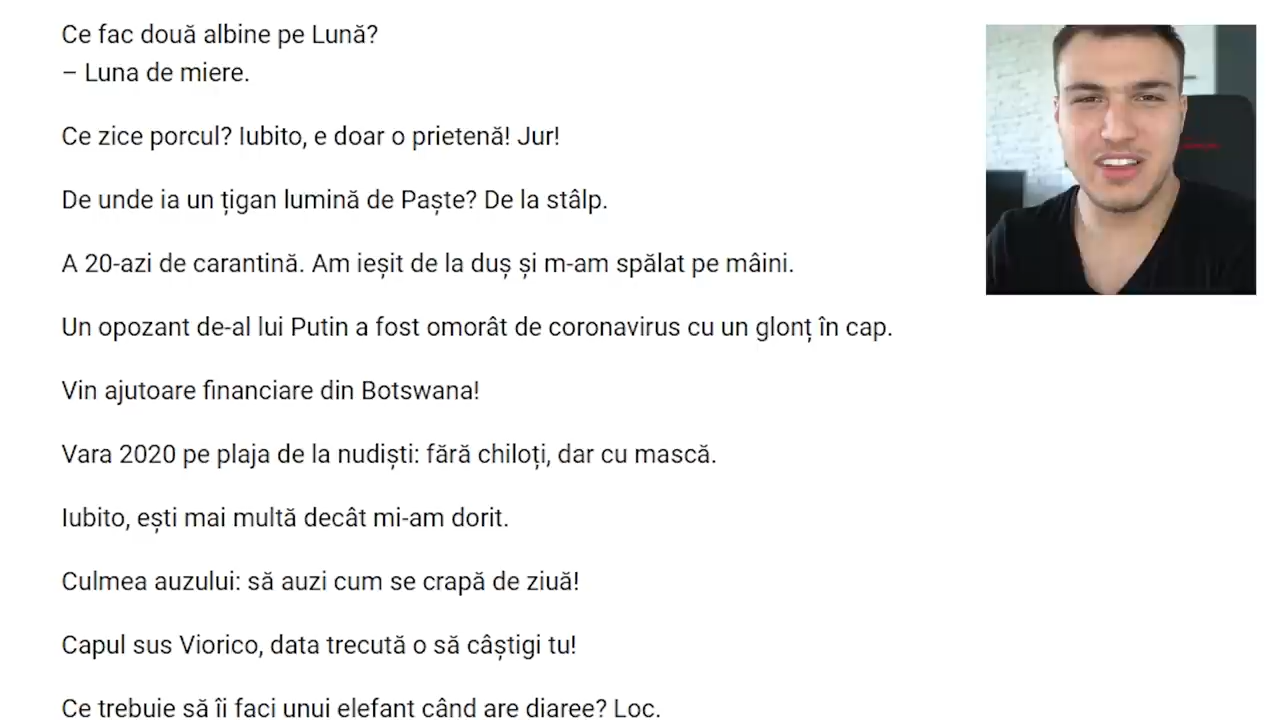 Ce fac două albine pe Lună?
– Luna de miere.
Ce zice porcul? Iubito, e doar o prietenă! Jur!
De unde ia un țigan lumină de Paște? De la stâlp.
A 20-azi de carantină. Am ieșit de la duș și m-am spălat pe mâini.
Un opozant de-al lui Putin a fost omorât de coronavirus cu un glonț în cap.
Vin ajutoare financiare din Botswana!
Vara 2020 pe plaja de la nudiști: fără chiloți, dar cu mască.
Iubito, ești mai multă decât mi-am dorit.
Culmea auzului: să auzi cum se crapă de ziuă!
Capul sus Viorico, data trecută o să câștigi tu!
Ce trebuie să îi faci unui elefant când are diaree? Loc.